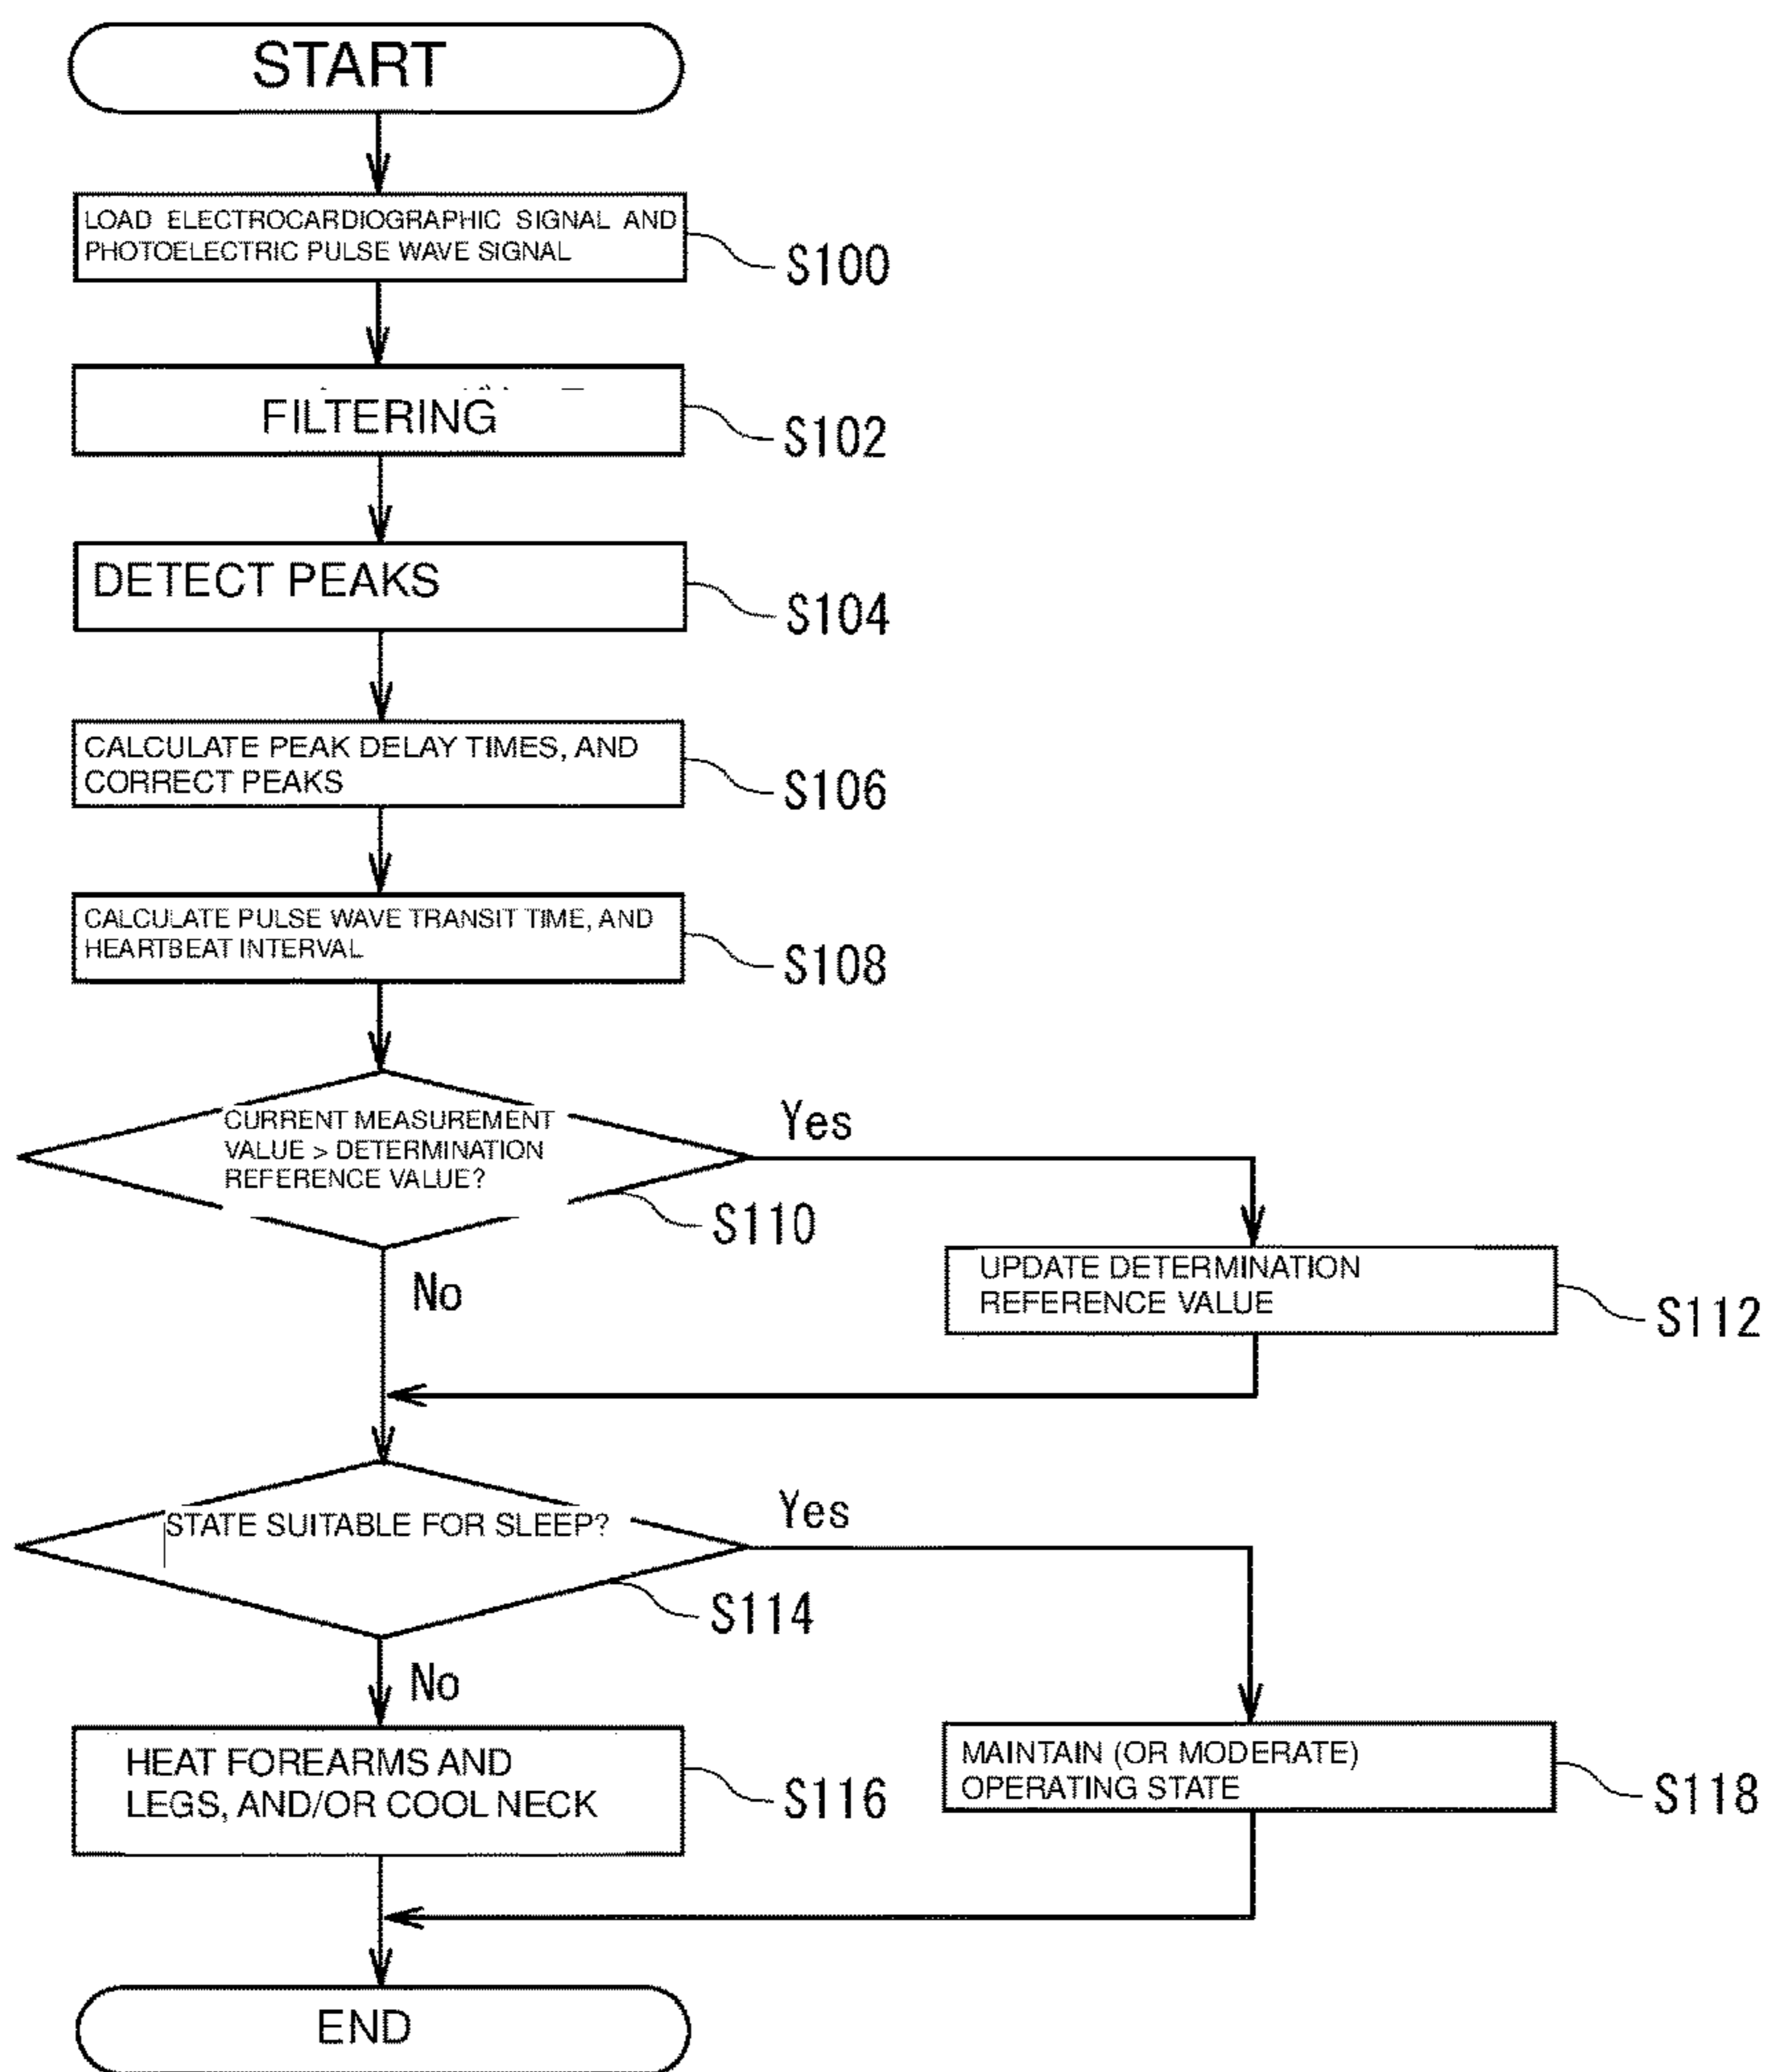 START
LOAD ELECTROCARDIOGRAPHIC SIGNAL AND
PHOTOELECTRIC PULSE WAVE SIGNAL
S100
FILTERING
S102
DETECT PEAKS
S104
CALCULATE PEAK DELAY TIMES, AND
CORRECT PEAKS
S106
CALCULATE PULSE WAVE TRANSIT TIME, AND
HEARTBEAT INTERVAL
S108
CURRENT MEASUREMENT
VALUE > DETERMINATION
REFERENCE VALUE?
S110
Yes
No
UPDATE DETERMINATION
REFERENCE VALUE
S112
STATE SUITABLE FOR SLEEP?
S114
Yes
No
HEAT FOREARMS AND
LEGS, AND/OR COOL NECK
S116
MAINTAIN (OR MODERATE)
OPERATING STATE
S118
END